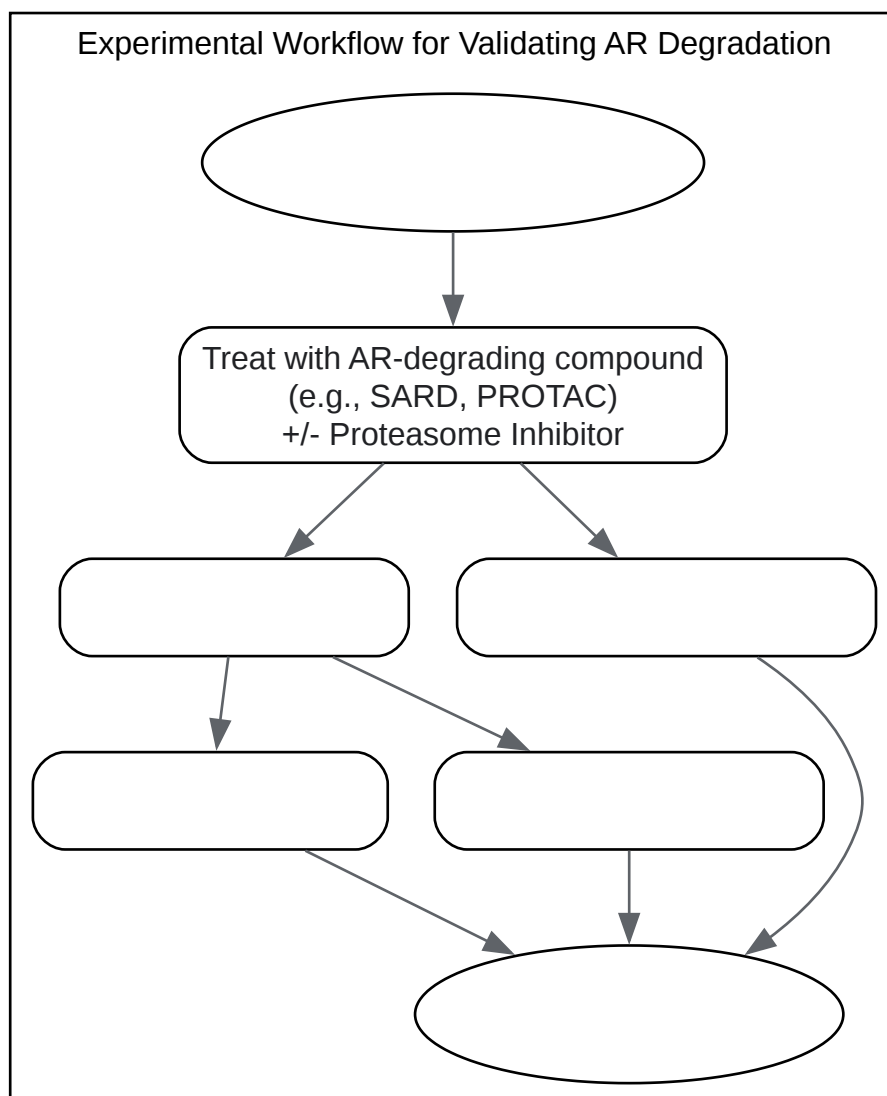 Experimental Workflow for Validating AR Degradation
Treat with AR-degrading compound
(e.g., SARD, PROTAC)
+/- Proteasome Inhibitor